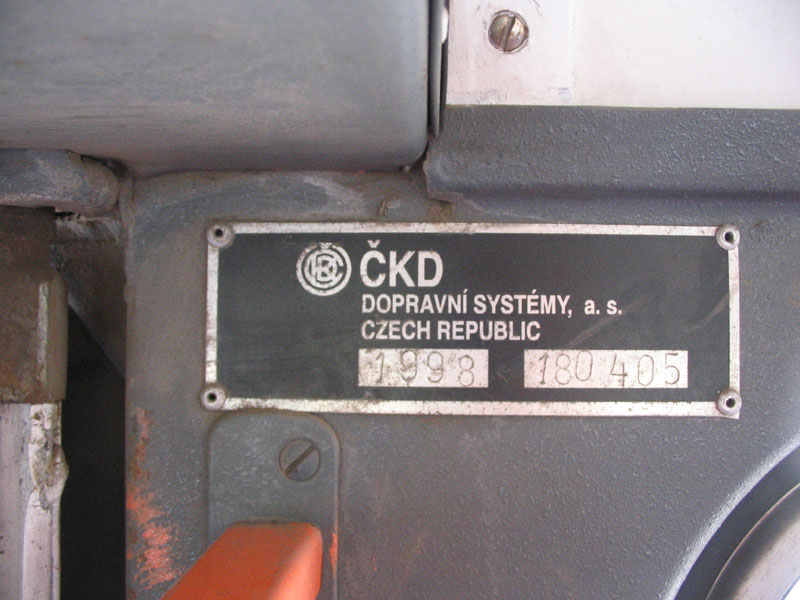 ČKD
DOPRAVNÍ SYSTÉMY, a. s.
CZECH REPUBLIC
1998 180 405